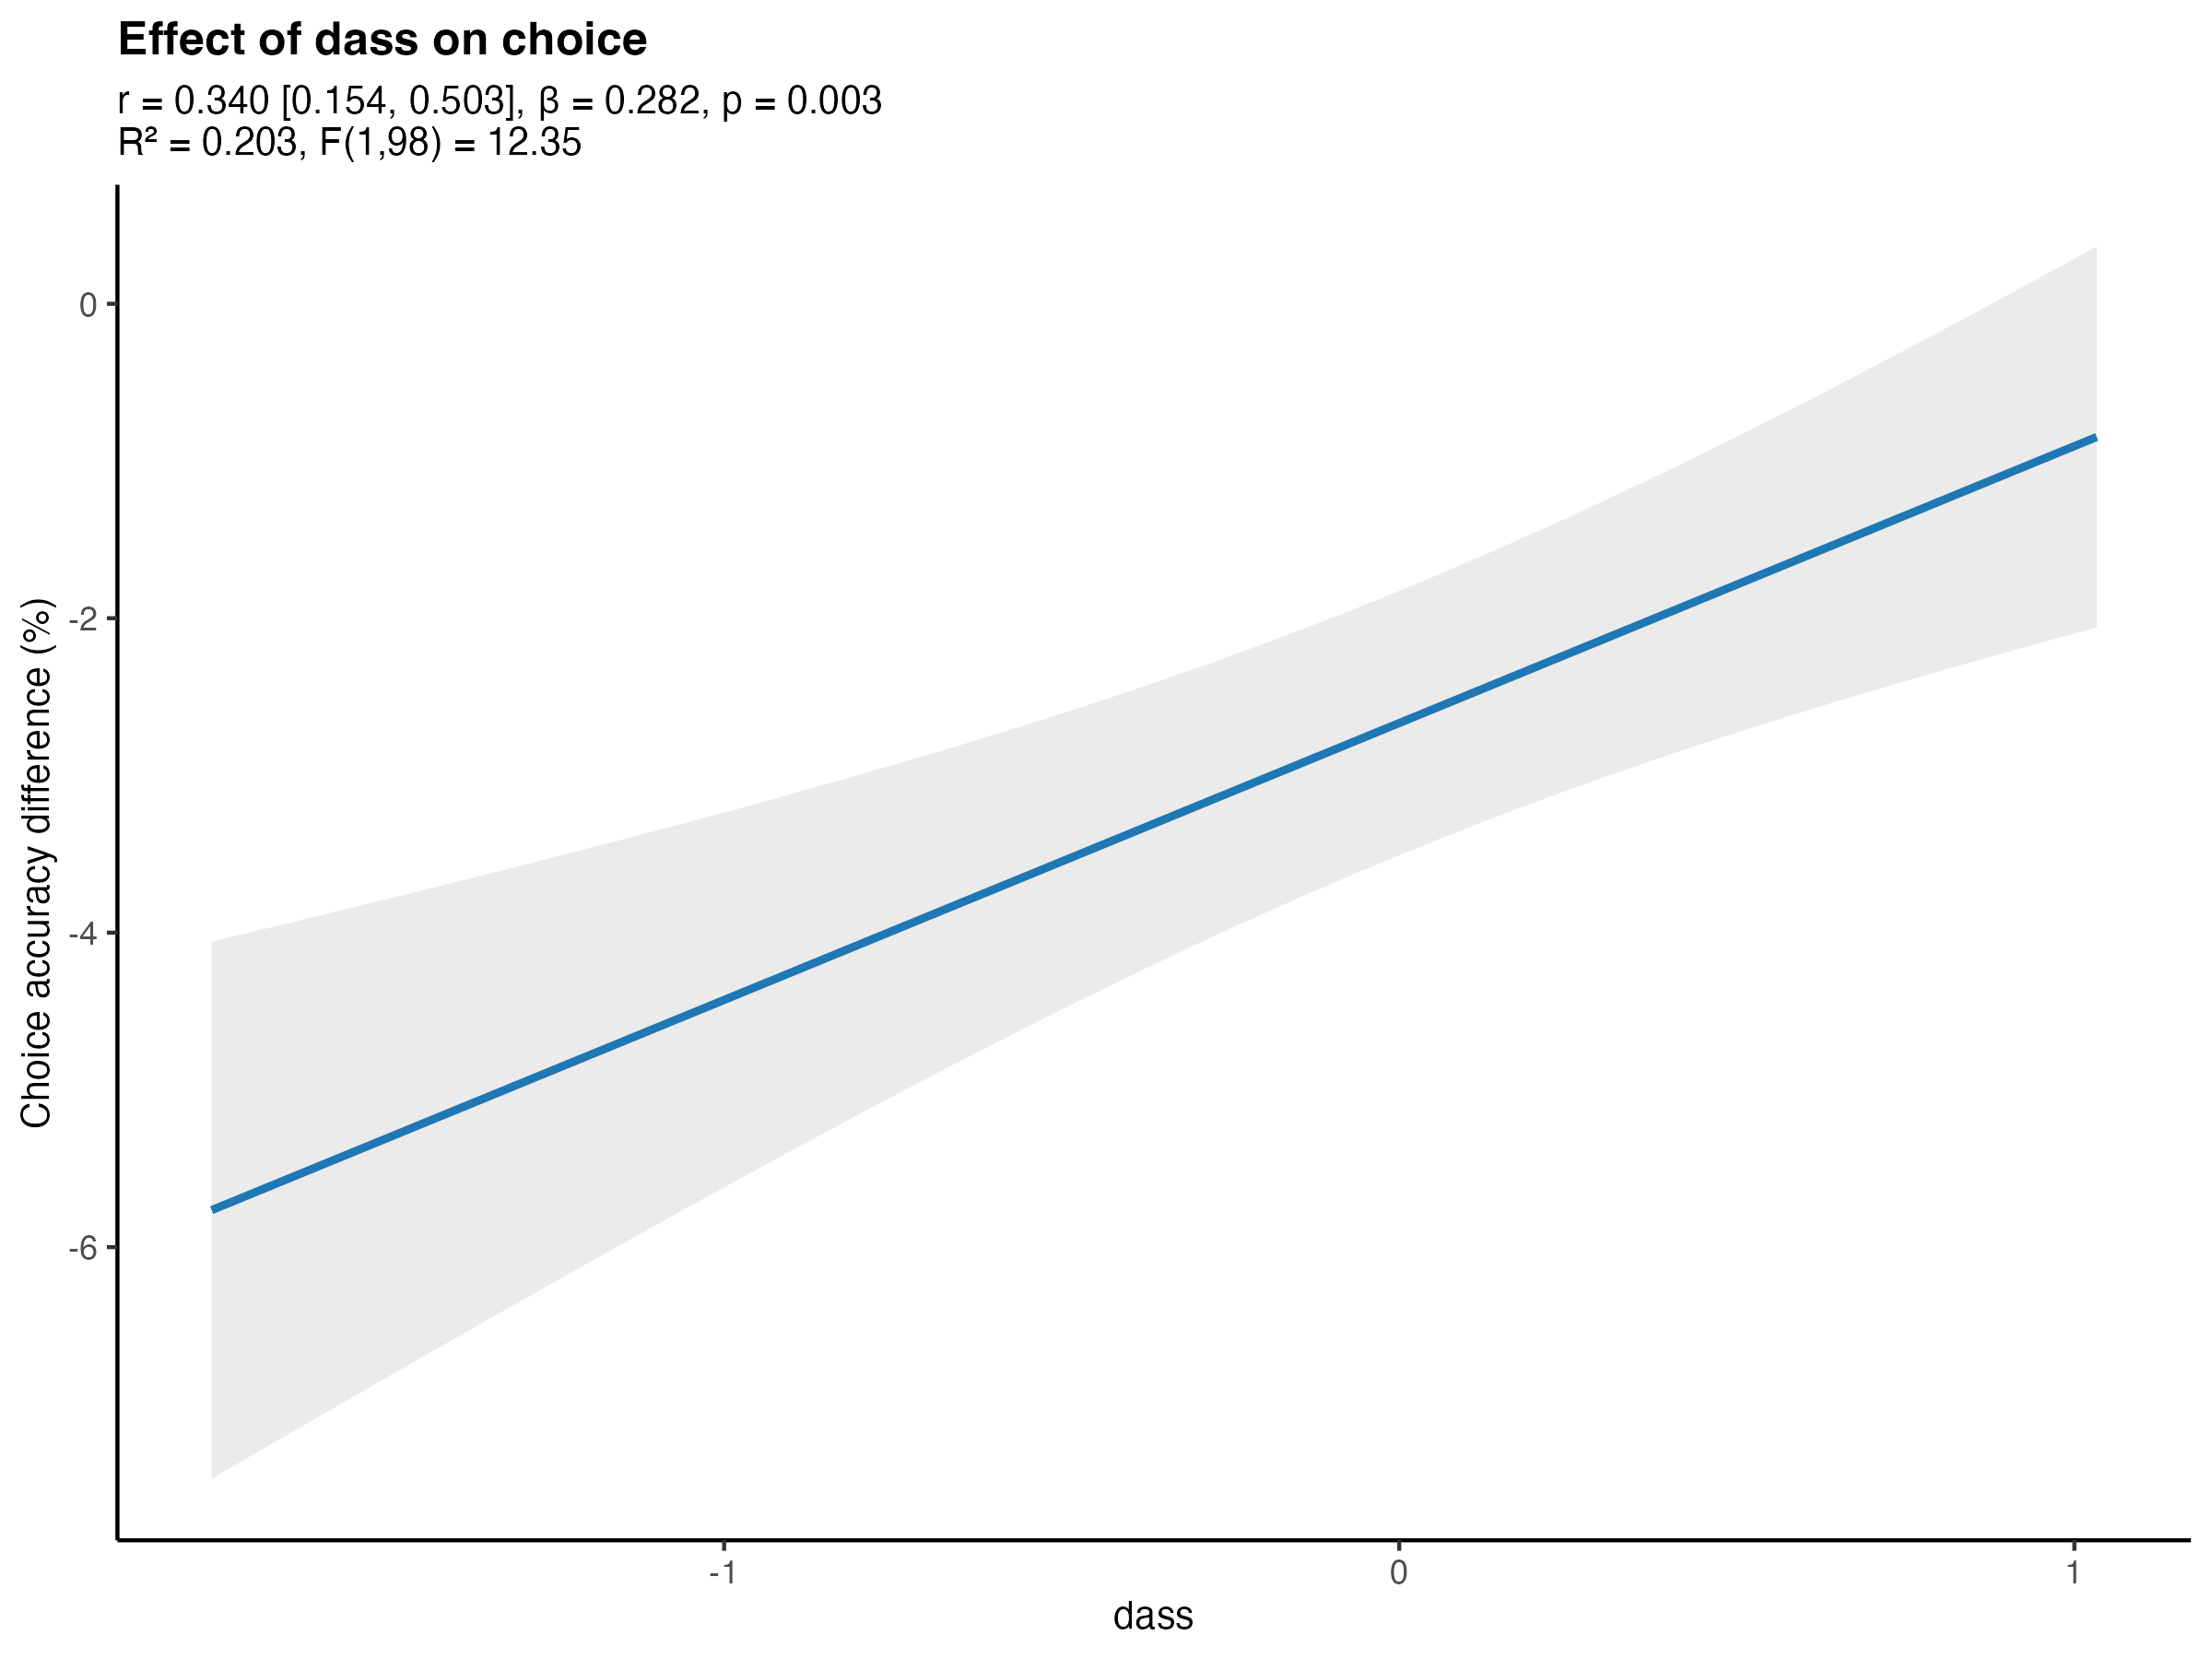 Effect of dass on choice
r = 0.340 [0.154, 0.503], β = 0.282, p = 0.003
R² = 0.203, F(1,98) = 12.35
Choice accuracy difference (%)
0
-2
-4
-6
-1
0
1
dass